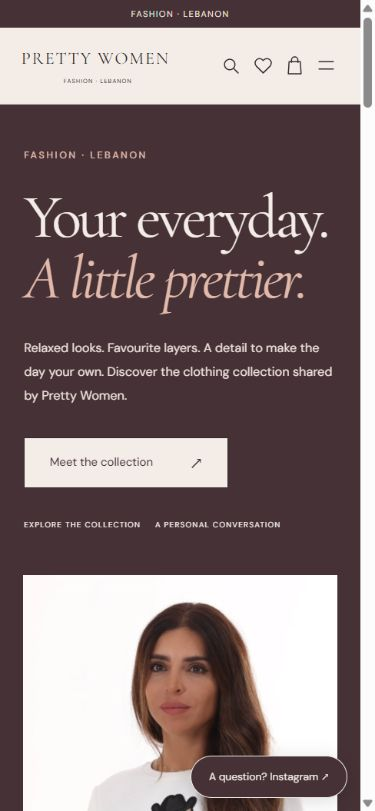 FASHION · LEBANON
PRETTY WOMEN
FASHION · LEBANON
FASHION · LEBANON
Your everyday.
A little prettier.
Relaxed looks. Favourite layers. A detail to make the
day your own. Discover the clothing collection shared
by Pretty Women.
Meet the collection ↗
EXPLORE THE COLLECTION A PERSONAL CONVERSATION
A question? Instagram ↗